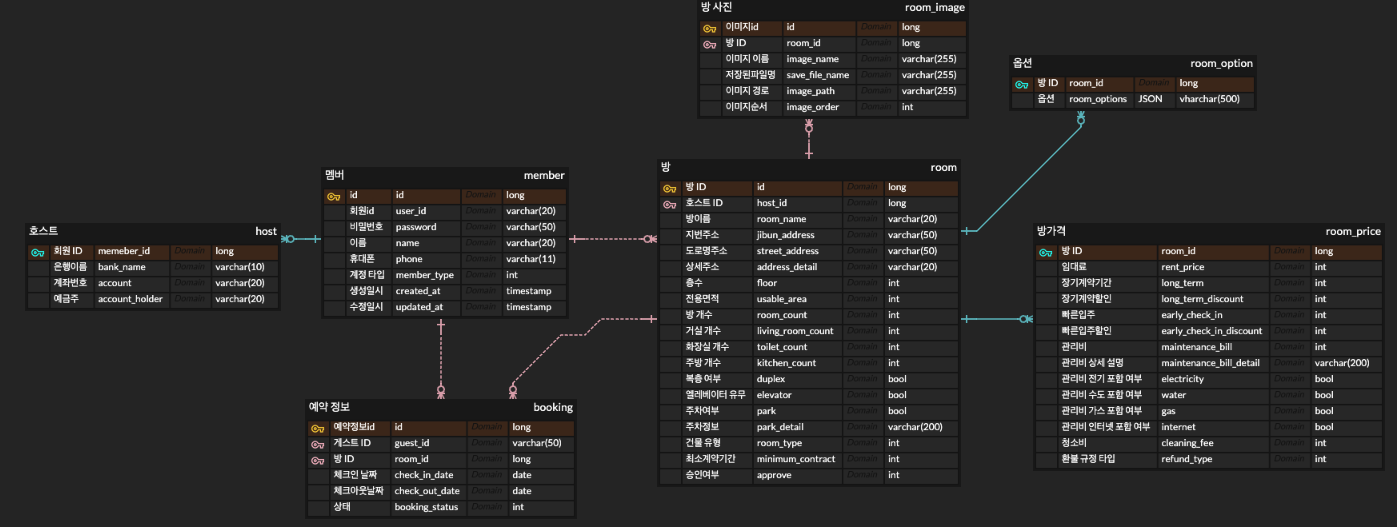 방 사진 room_image
이미지id id Domain long
방 ID room_id Domain long
이미지 이름 image_name Domain varchar(255)
저장된파일명 save_file_name Domain varchar(255)
이미지 경로 image_path Domain varchar(255)
이미지순서 image_order Domain int
옵션 room_option
방 ID room_id Domain long
옵션 room_options JSON vharchar(500)
멤버 member
id id Domain long
회원id user_id Domain varchar(20)
비밀번호 password Domain varchar(50)
이름 name Domain varchar(20)
휴대폰 phone Domain varchar(11)
계정 타입 member_type Domain int
생성일시 created_at Domain timestamp
수정일시 updated_at Domain timestamp
방 room
방 ID id Domain long
호스트 ID host_id Domain long
방이름 room_name Domain varchar(20)
지번주소 jibun_address Domain varchar(50)
도로명주소 street_address Domain varchar(50)
상세주소 address_detail Domain varchar(20)
층수 floor Domain int
전용면적 usable_area Domain int
방 개수 room_count Domain int
거실 개수 living_room_count Domain int
화장실 개수 toilet_count Domain int
주방 개수 kitchen_count Domain int
복층 여부 duplex Domain bool
엘레베이터 유무 elevator Domain bool
주차여부 park Domain bool
주차정보 park_detail Domain varchar(200)
건물 유형 room_type Domain int
최소계약기간 minimum_contract Domain int
승인여부 approve Domain int
호스트 host
회원 ID memeber_id Domain long
은행이름 bank_name Domain varchar(10)
계좌번호 account Domain varchar(20)
예금주 account_holder Domain varchar(20)
방가격 room_price
방 ID room_id Domain long
임대료 rent_price Domain int
장기계약기간 long_term Domain int
장기계약할인 long_term_discount Domain int
빠른입주 early_check_in Domain int
빠른입주할인 early_check_in_discount Domain int
관리비 maintenance_bill Domain int
관리비 상세 설명 maintenance_bill_detail Domain varchar(200)
관리비 전기 포함 여부 electricity Domain bool
관리비 수도 포함 여부 water Domain bool
관리비 가스 포함 여부 gas Domain bool
관리비 인터넷 포함 여부 internet Domain bool
청소비 cleaning_fee Domain int
환불 규정 타입 refund_type Domain int
예약 정보 booking
예약정보id id Domain long
게스트 ID guest_id Domain varchar(50)
방 ID room_id Domain long
체크인 날짜 check_in_date Domain date
체크아웃날짜 check_out_date Domain date
상태 booking_status Domain int